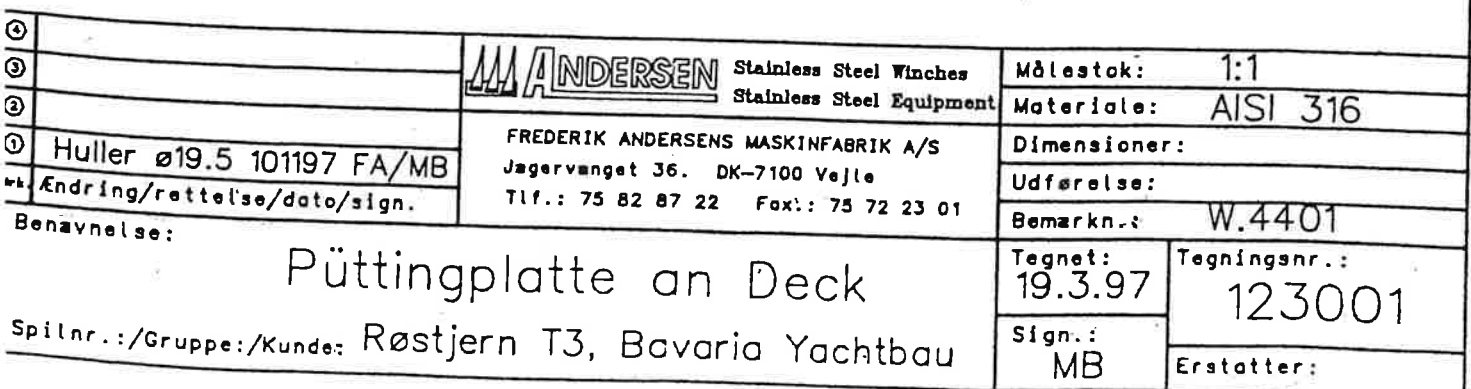 ④
③
②
① Huller ø19.5 101197 FA/MB
Ændring/rettelse/dato/sign.
ANDERSEN
Stainless Steel Winches
Stainless Steel Equipment
FREDERIK ANDERSENS MASKINFABRIK A/S
Jagervanget 36. DK-7100 Vejle
Tlf.: 75 82 87 22 Fax.: 75 72 23 01
Målestok: 1:1
Materiale: AISI 316
Dimensioner:
Udførelse:
Bemærkn.: W.4401
Benævnelse:
Püttingplatte an Deck
Spilnr.:/Gruppe:/Kunde: Røstjern T3, Bavaria Yachtbau
Tegnet:
19.3.97
Sign.:
MB
Tegningsnr.:
123001
Erstatter: